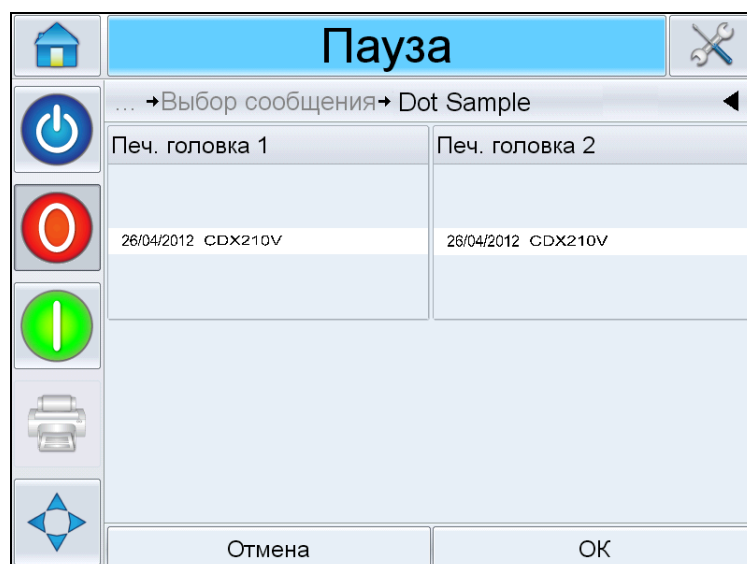 Пауза
... →Выбор сообщения→ Dot Sample
Печ. головка 1
Печ. головка 2
26/04/2012 CDX210V
26/04/2012 CDX210V
Отмена
OK